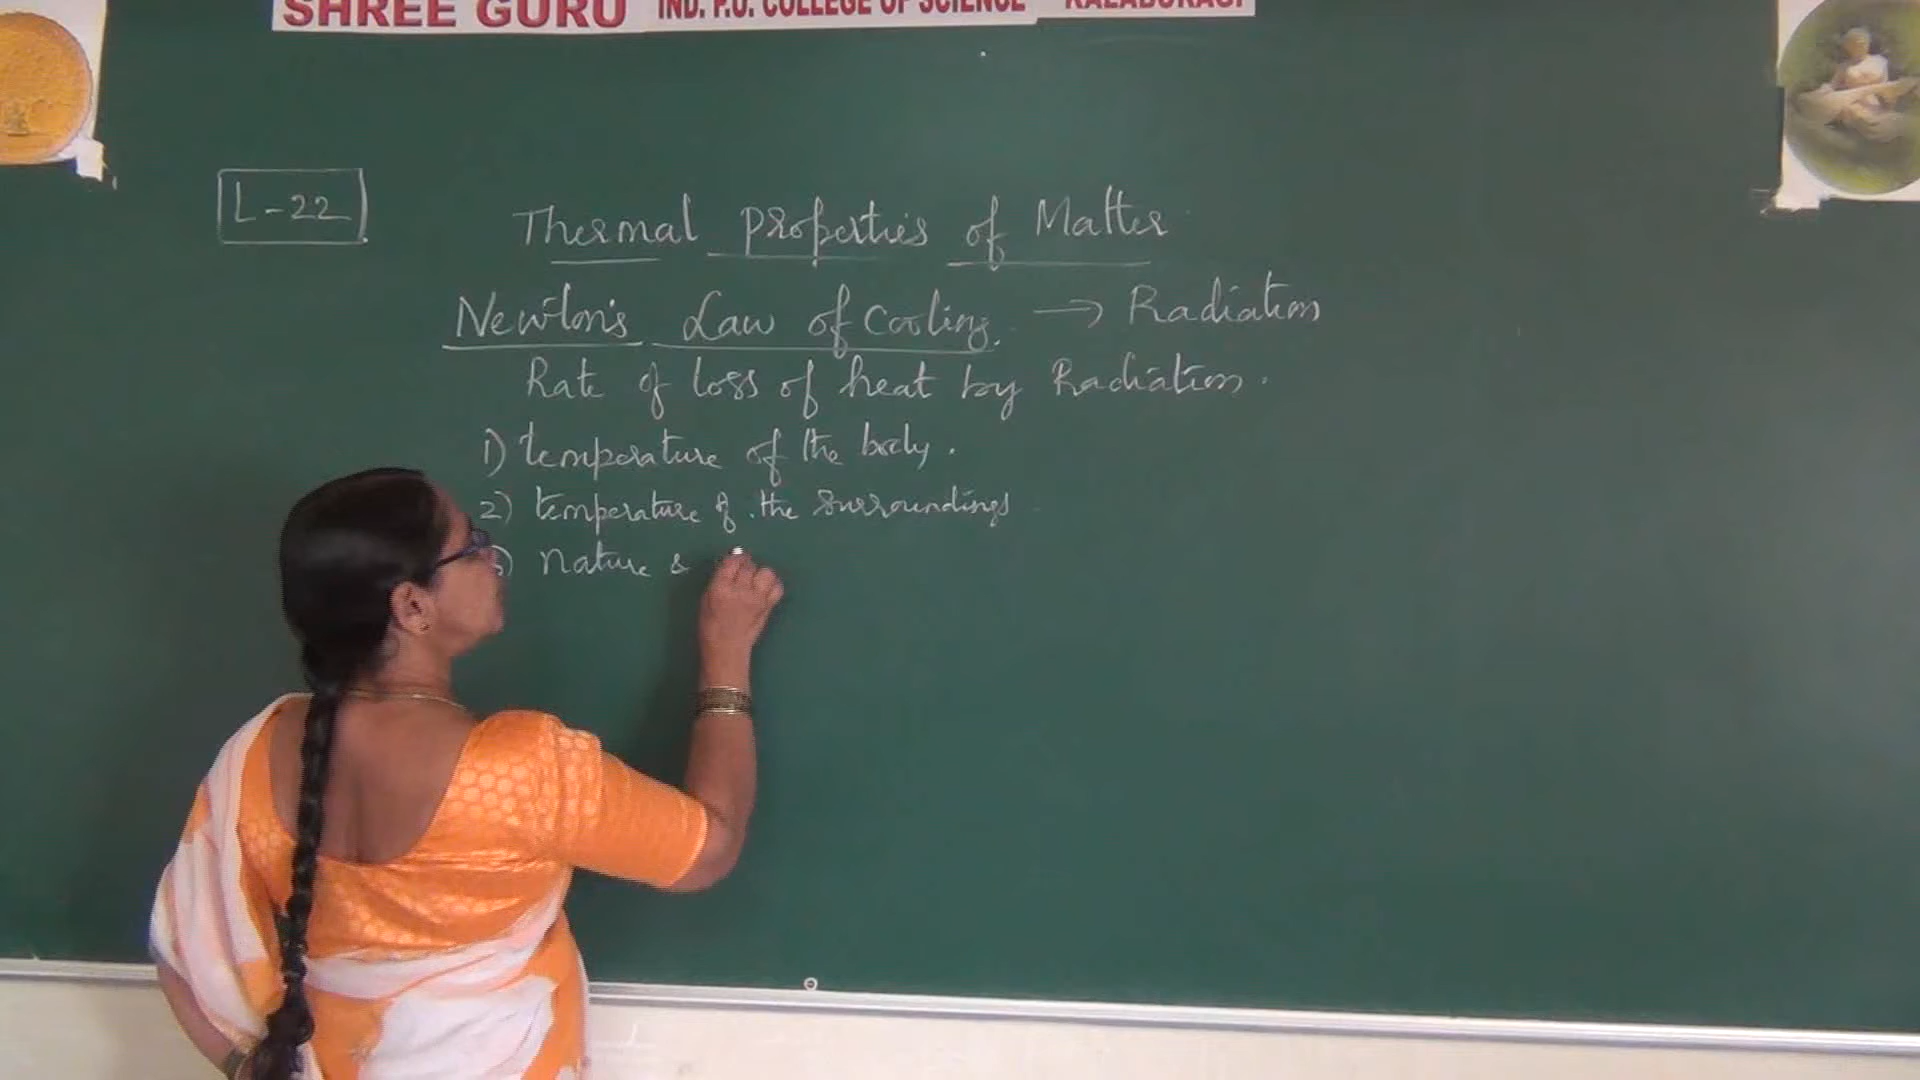 SHREE GURU IND. P.U. COLLEGE OF SCIENCE KALABURAGI
L-22
Thermal properties of Matter
Newton's Law of Cooling. → Radiation
Rate of loss of heat by Radiation.
1) temperature of the body.
2) temperature of the surroundings
3) Nature &